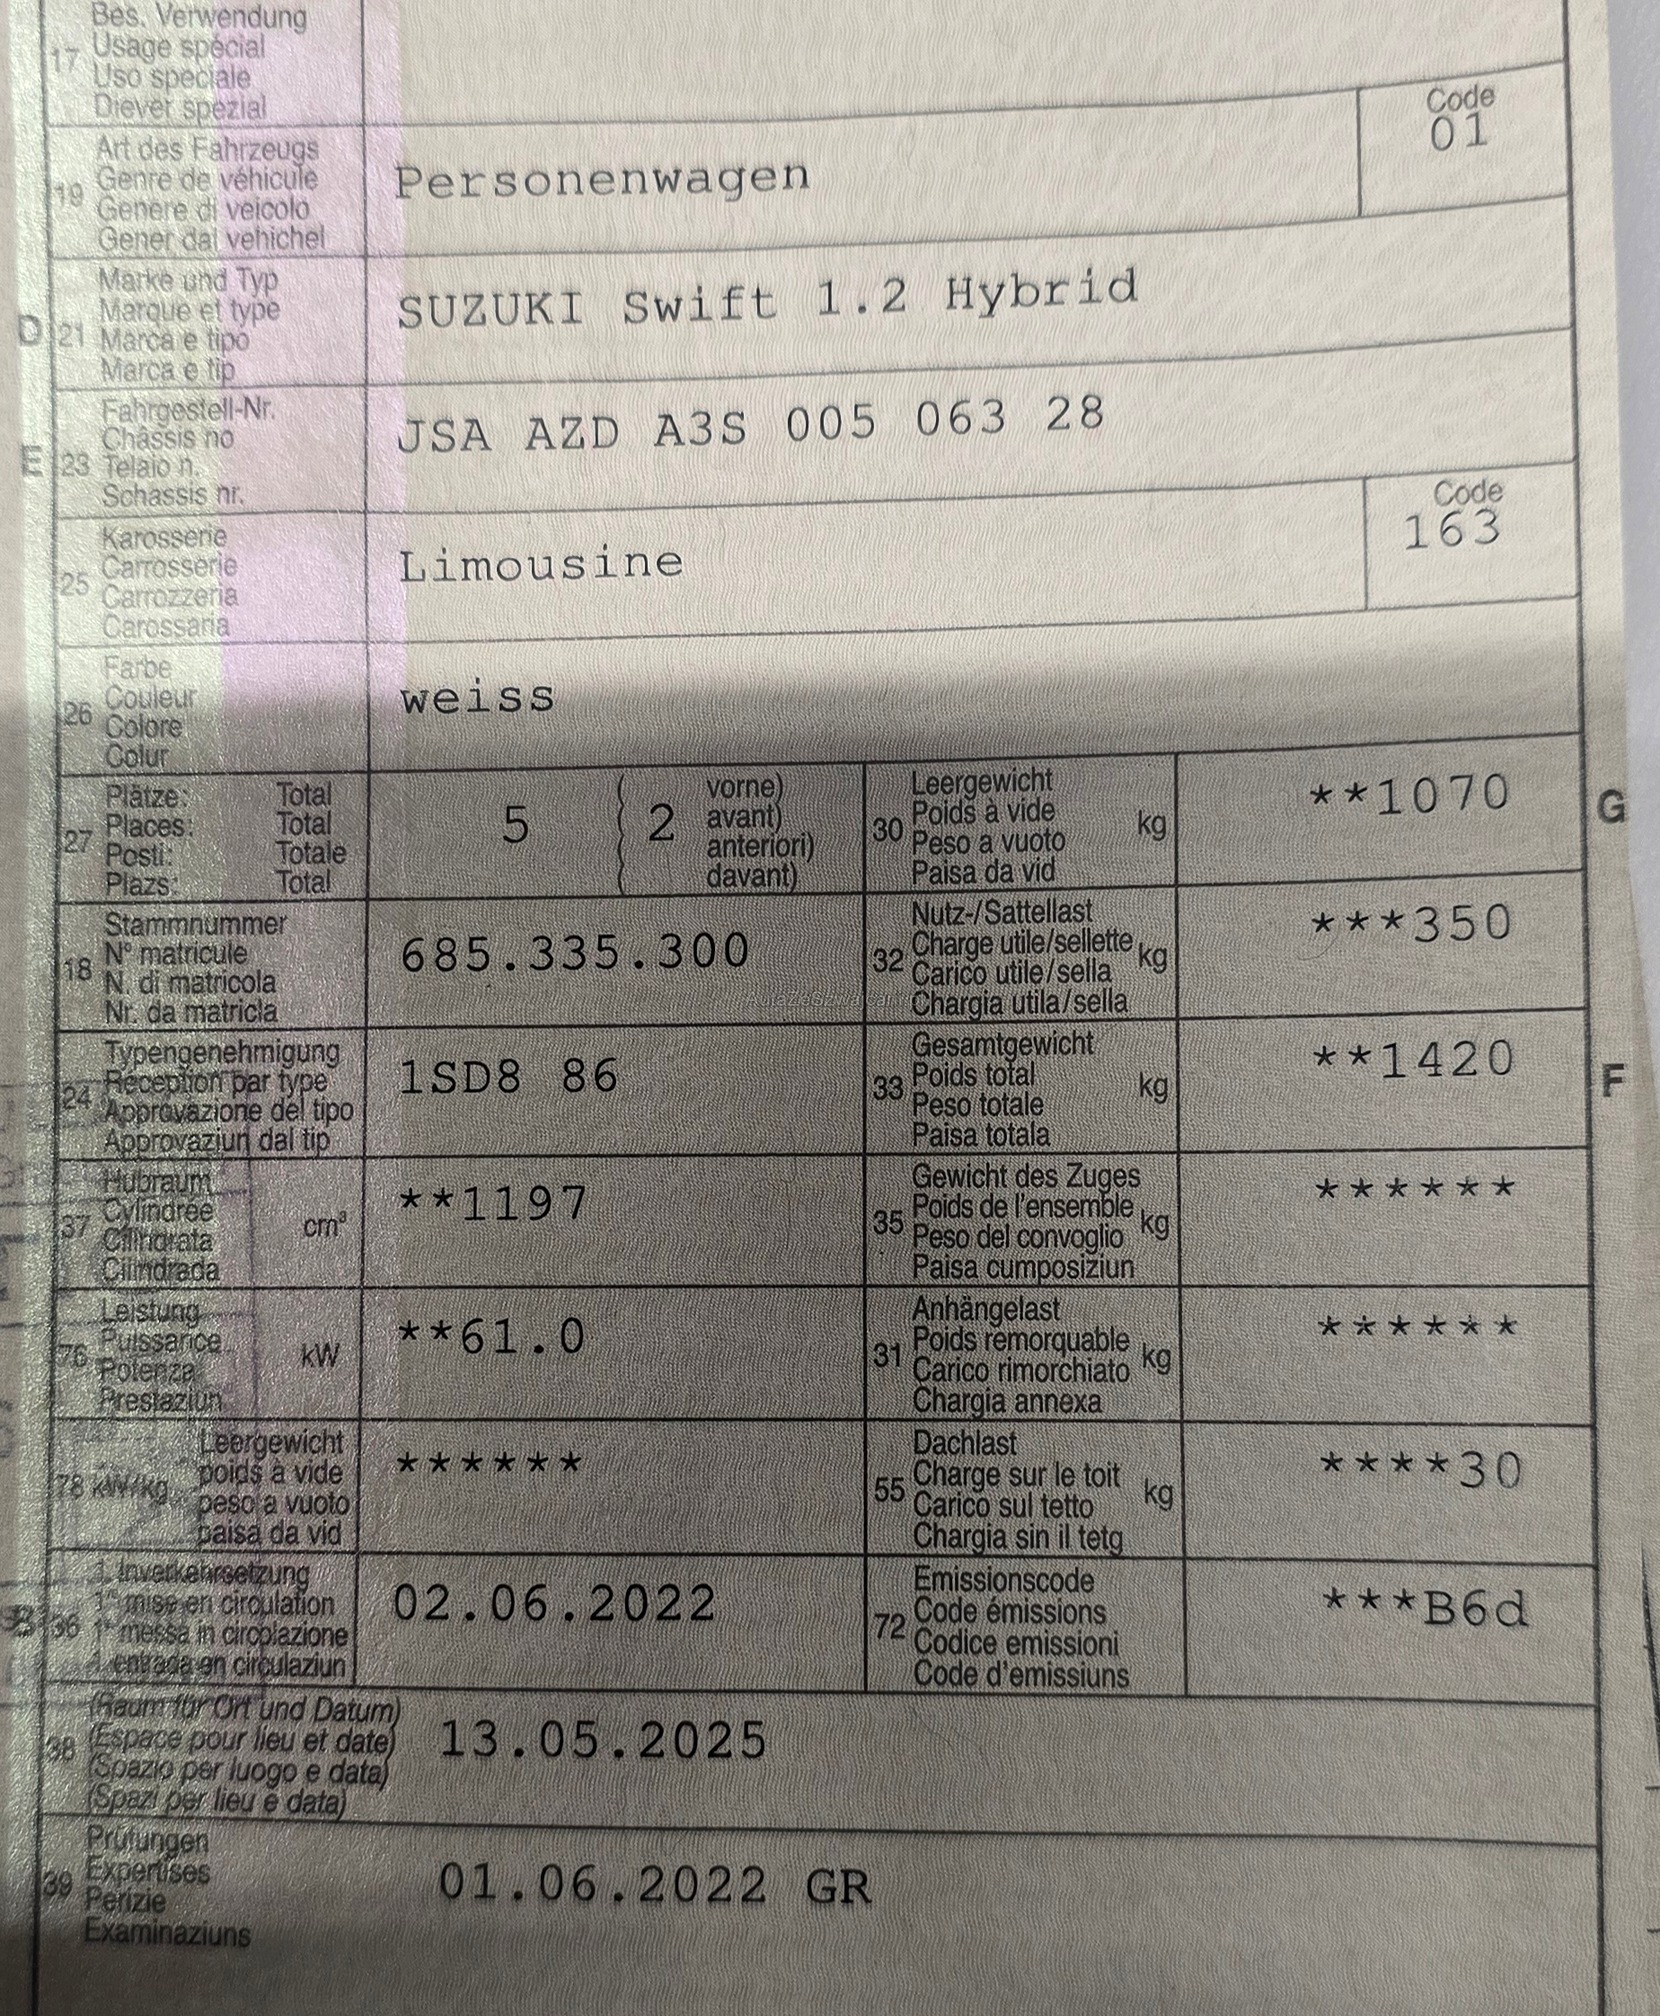 Bes. Verwendung
17 Usage spécial
Uso speciale
Diever spezial
Code
01
Art des Fahrzeugs
19 Genre de véhicule
Genere di veicolo
Gener dal vehichel
Personenwagen
Marke und Typ
Marque et type
D 21 Marca e tipo
Marca e tip
SUZUKI Swift 1.2 Hybrid
Fahrgestell-Nr.
Châssis no
E 23 Telaio n.
Schassis nr.
JSA AZD A3S 005 063 28
Code
163
Karosserie
25 Carrosserie
Carrozzeria
Carossaria
Limousine
Farbe
Couleur
26 Colore
Colur
weiss
Plätze: Total
Places: Total
27 Posti: Totale
Plazs: Total
5 ( 2 vorne)
avant)
anteriori)
davant)
Leergewicht
30 Poids à vide kg
Peso a vuoto
Paisa da vid
**1070 G
Stammnummer
N° matricule
18 N. di matricola
Nr. da matricla
685.335.300
Nutz-/Sattellast
32 Charge utile/sellette kg
Carico utile/sella
Chargia utila/sella
***350
Typengenehmigung
Réception par type
24 Approvazione del tipo
Approvaziun dal tip
1SD8 86
Gesamtgewicht
33 Poids total kg
Peso totale
Paisa totala
**1420 F
Hubraum
37 Cylindrée cm³
Cilindrata
Cilindrada
**1197
Gewicht des Zuges
35 Poids de l'ensemble kg
Peso del convoglio
Paisa cumposiziun
******
Leistung
76 Puissance kW
Potenza
Prestaziun
**61.0
Anhängelast
31 Poids remorquable kg
Carico rimorchiato
Chargia annexa
******
Leergewicht
78 kW/kg poids à vide
peso a vuoto
paisa da vid
******
Dachlast
55 Charge sur le toit kg
Carico sul tetto
Chargia sin il tetg
****30
1. Inverkehrsetzung
B 36 1re mise en circulation
1a messa in circolazione
1. entrada en circulaziun
02.06.2022
Emissionscode
72 Code émissions
Codice emissioni
Code d'emissiuns
***B6d
(Raum für Ort und Datum)
38 (Espace pour lieu et date)
(Spazio per luogo e data)
(Spazi per lieu e data)
13.05.2025
Prüfungen
39 Expertises
Perizie
Examinaziuns
01.06.2022 GR